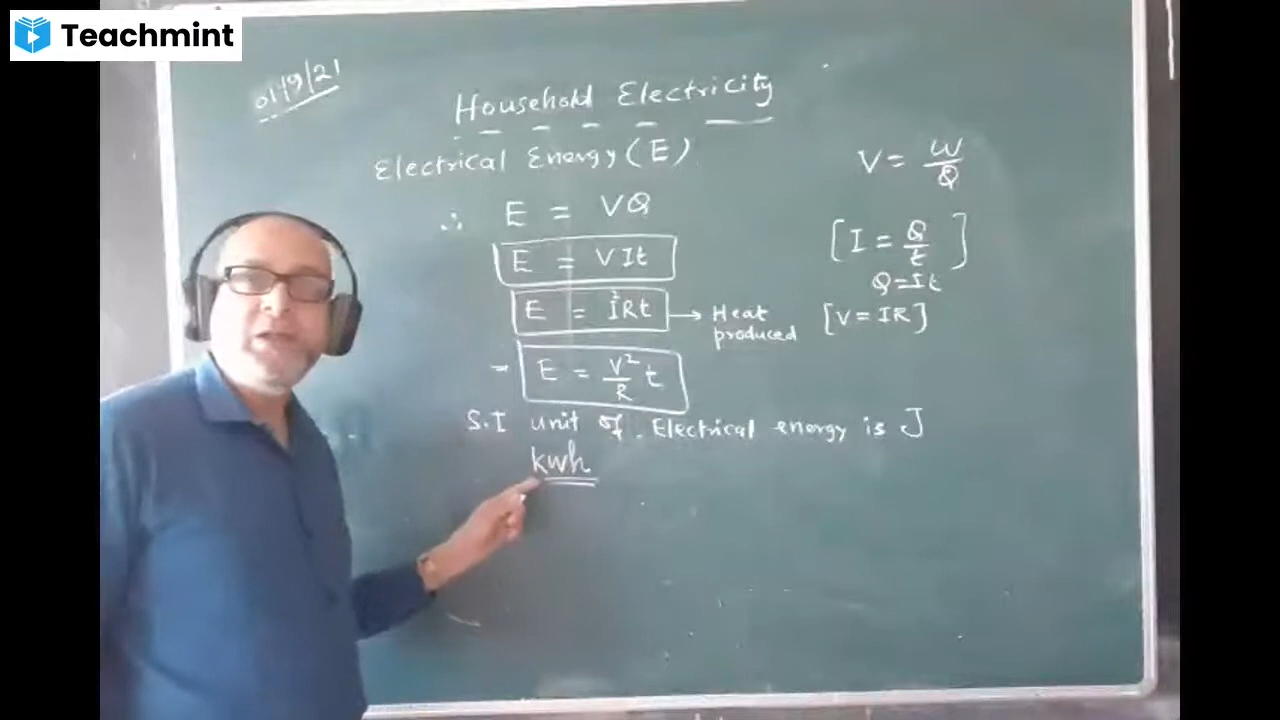 Teachmint
01/9/21
Household Electricity
Electrical Energy (E)
∴ E = VQ
E = VIt
E = I²Rt → Heat produced
- E = V²/R t
S.I unit of Electrical energy is J
kwh
V = W/Q
[I = Q/t]
Q = It
[V = IR]